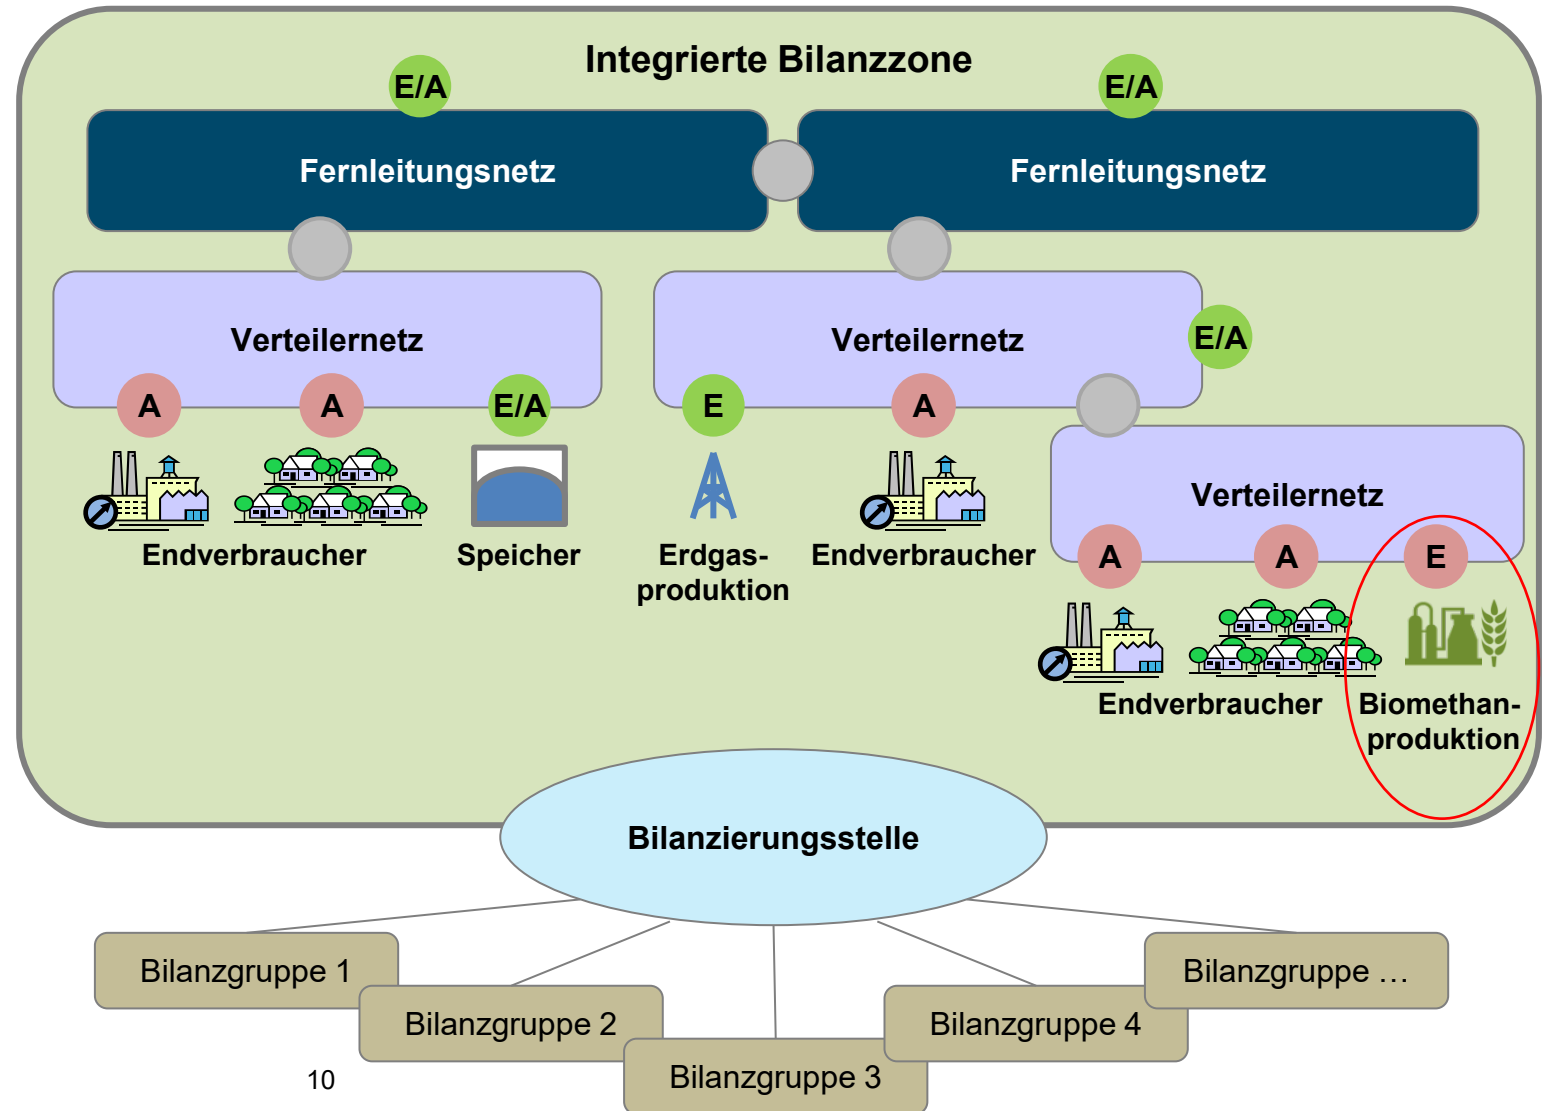 Integrierte Bilanzzone
E/A
E/A
Fernleitungsnetz
Fernleitungsnetz
Verteilernetz
Verteilernetz
E/A
A
A
E/A
E
A
Verteilernetz
Endverbraucher
Speicher
Erdgas-
produktion
Endverbraucher
A
A
E
Endverbraucher
Biomethan-
produktion
Bilanzierungsstelle
Bilanzgruppe 1
Bilanzgruppe 2
Bilanzgruppe 3
Bilanzgruppe 4
Bilanzgruppe …
10